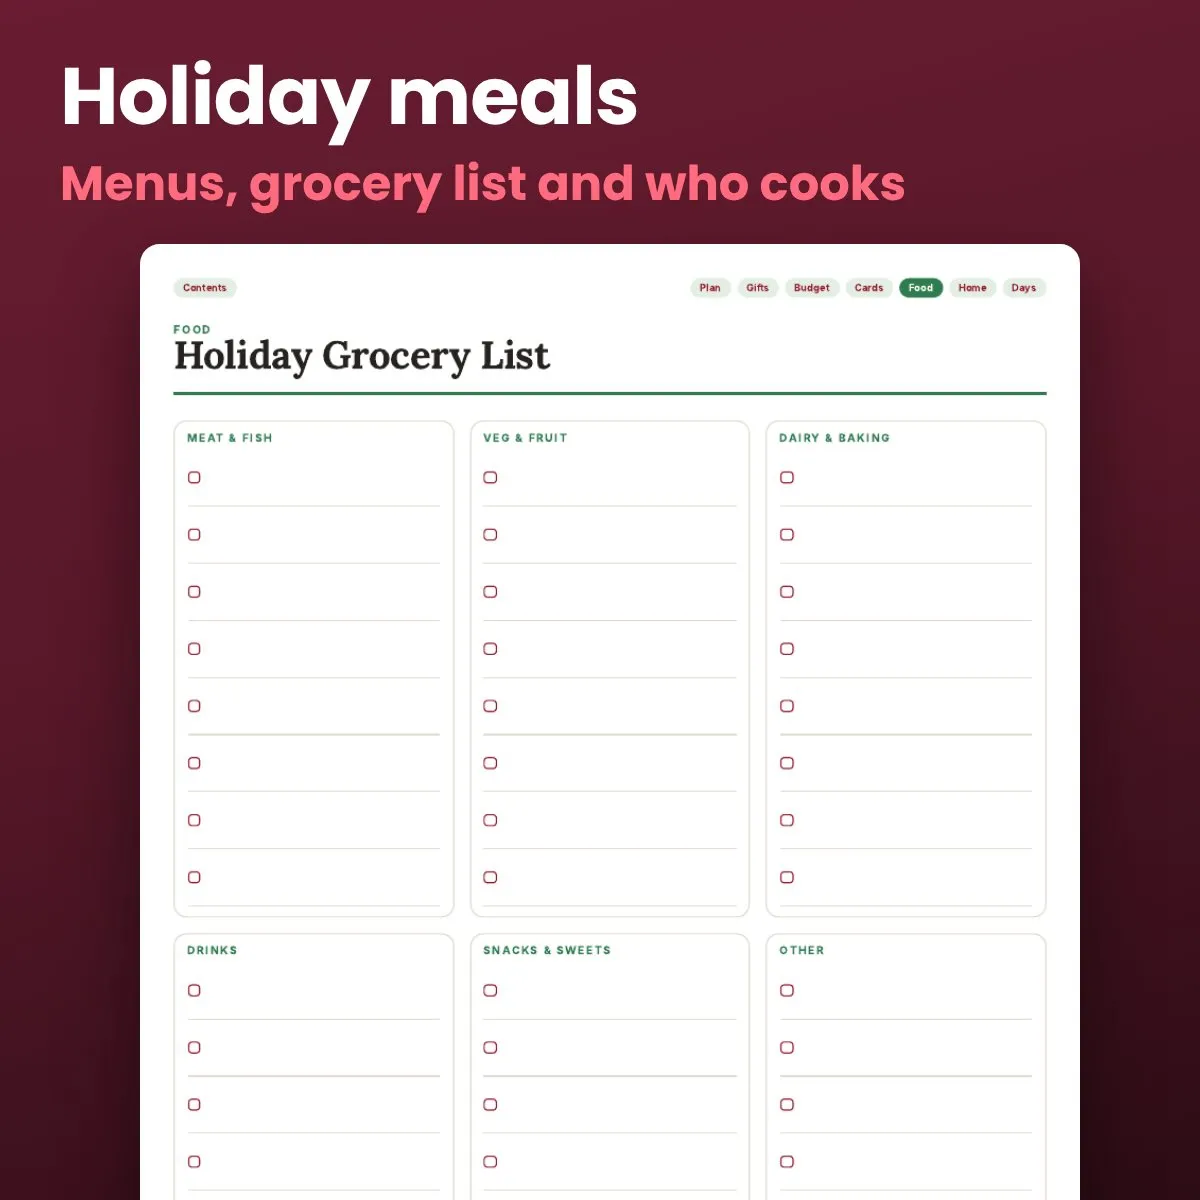 Holiday meals
Menus, grocery list and who cooks
Contents Plan Gifts Budget Cards Food Home Days
FOOD
Holiday Grocery List
MEAT & FISH VEG & FRUIT DAIRY & BAKING
DRINKS SNACKS & SWEETS OTHER